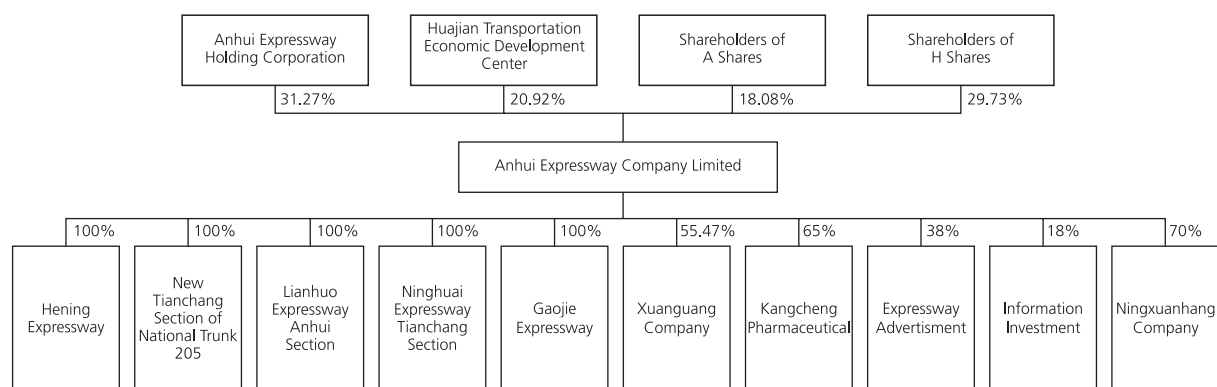 Anhui Expressway
Holding Corporation
Huajian Transportation
Economic Development
Center
Shareholders of
A Shares
Shareholders of
H Shares
31.27%
20.92%
18.08%
29.73%
Anhui Expressway Company Limited
100%
100%
100%
100%
100%
55.47%
65%
38%
18%
70%
Hening
Expressway
New
Tianchang
Section of
National Trunk
205
Lianhuo
Expressway
Anhui
Section
Ninghuai
Expressway
Tianchang
Section
Gaojie
Expressway
Xuanguang
Company
Kangcheng
Pharmaceutical
Expressway
Advertisment
Information
Investment
Ningxuanhang
Company